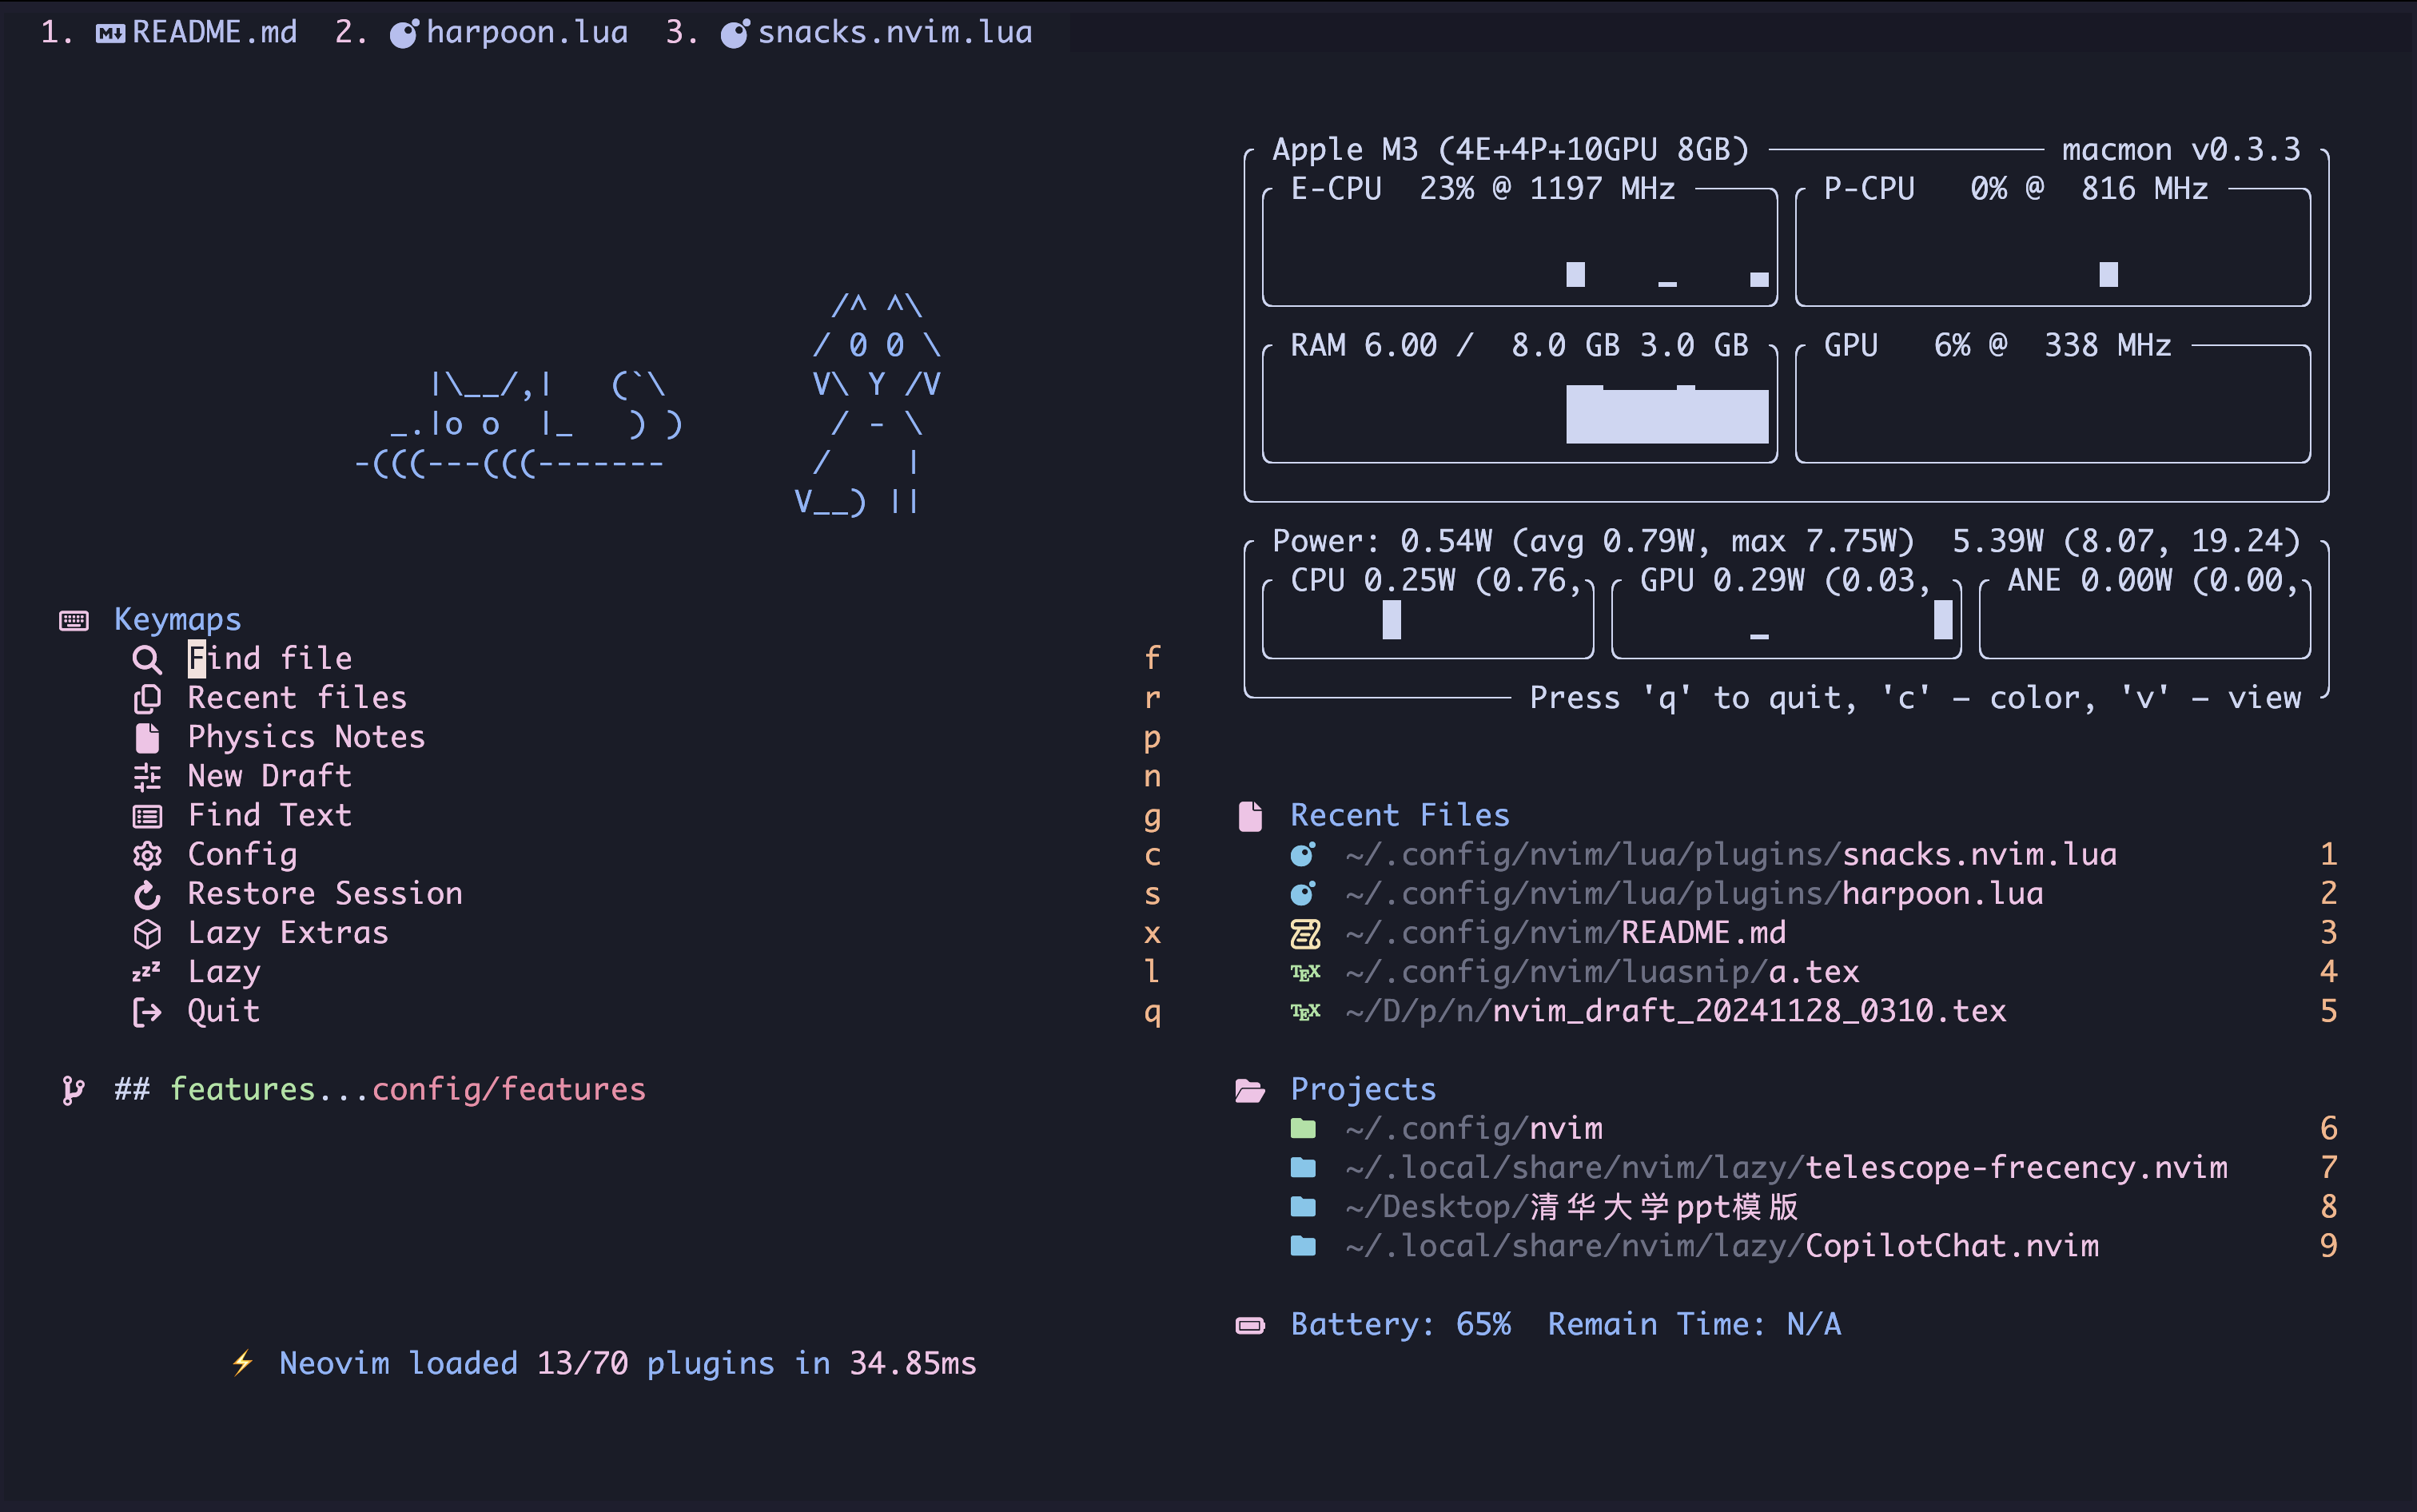 1. README.md 2. harpoon.lua 3. snacks.nvim.lua
/^ ^\
/ 0 0 \
|\__/,|   (`\    V\ Y /V
_.|o o  |_   ) )    / - \
-(((---(((-------    /    |
V__) ||
Keymaps
Find file f
Recent files r
Physics Notes p
New Draft n
Find Text g
Config c
Restore Session s
Lazy Extras x
Lazy l
Quit q
## features...config/features
⚡ Neovim loaded 13/70 plugins in 34.85ms
Apple M3 (4E+4P+10GPU 8GB) macmon v0.3.3
E-CPU 23% @ 1197 MHz P-CPU 0% @ 816 MHz
RAM 6.00 / 8.0 GB 3.0 GB GPU 6% @ 338 MHz
Power: 0.54W (avg 0.79W, max 7.75W) 5.39W (8.07, 19.24)
CPU 0.25W (0.76, GPU 0.29W (0.03, ANE 0.00W (0.00,
Press 'q' to quit, 'c' – color, 'v' – view
Recent Files
~/.config/nvim/lua/plugins/snacks.nvim.lua 1
~/.config/nvim/lua/plugins/harpoon.lua 2
~/.config/nvim/README.md 3
TEX ~/.config/nvim/luasnip/a.tex 4
TEX ~/D/p/n/nvim_draft_20241128_0310.tex 5
Projects
~/.config/nvim 6
~/.local/share/nvim/lazy/telescope-frecency.nvim 7
~/Desktop/清华大学ppt模版 8
~/.local/share/nvim/lazy/CopilotChat.nvim 9
Battery: 65% Remain Time: N/A